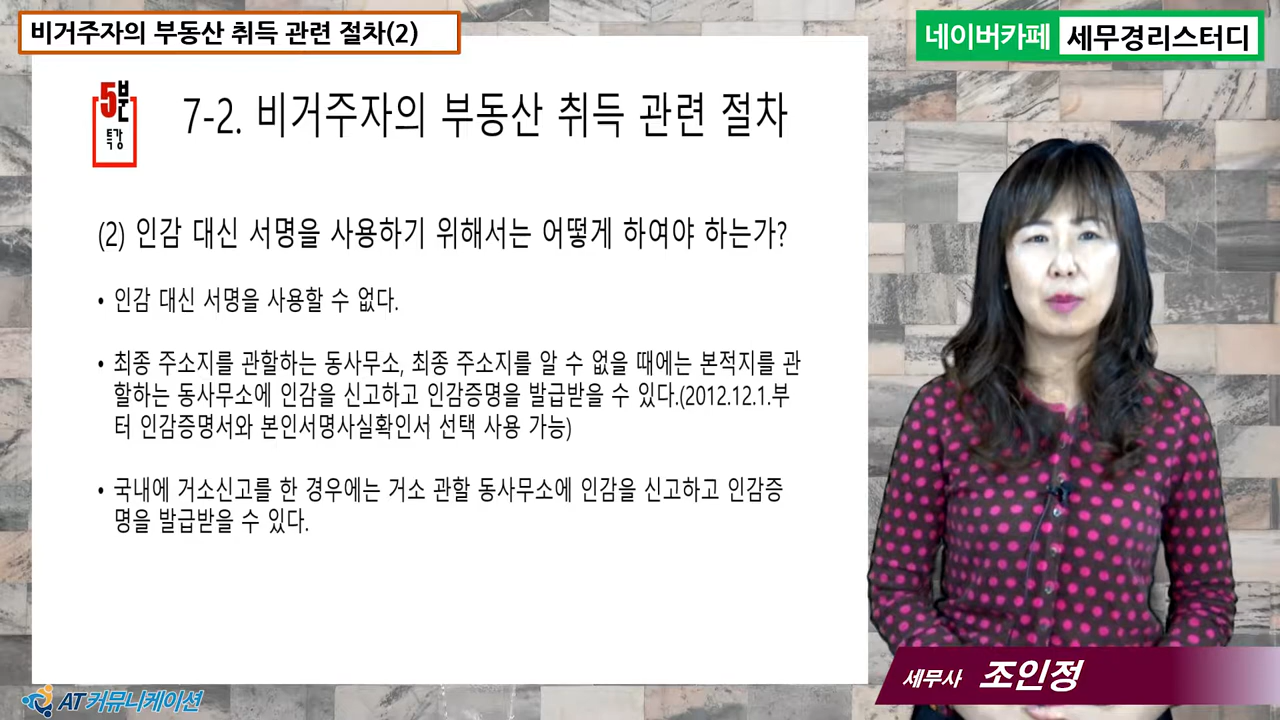 비거주자의 부동산 취득 관련 절차(2)
네이버카페 세무경리스터디
5분
특강
7-2. 비거주자의 부동산 취득 관련 절차
(2) 인감 대신 서명을 사용하기 위해서는 어떻게 하여야 하는가?
• 인감 대신 서명을 사용할 수 없다.
• 최종 주소지를 관할하는 동사무소, 최종 주소지를 알 수 없을 때에는 본적지를 관
할하는 동사무소에 인감을 신고하고 인감증명을 발급받을 수 있다.(2012.12.1.부
터 인감증명서와 본인서명사실확인서 선택 사용 가능)
• 국내에 거소신고를 한 경우에는 거소 관할 동사무소에 인감을 신고하고 인감증
명을 발급받을 수 있다.
세무사 조인정
AT커뮤니케이션